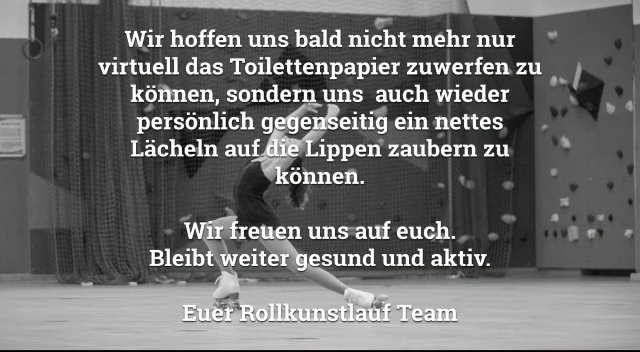 Wir hoffen uns bald nicht mehr nur
virtuell das Toilettenpapier zuwerfen zu
können, sondern uns  auch wieder
persönlich gegenseitig ein nettes
Lächeln auf die Lippen zaubern zu
können.
Wir freuen uns auf euch.
Bleibt weiter gesund und aktiv.
Euer Rollkunstlauf Team